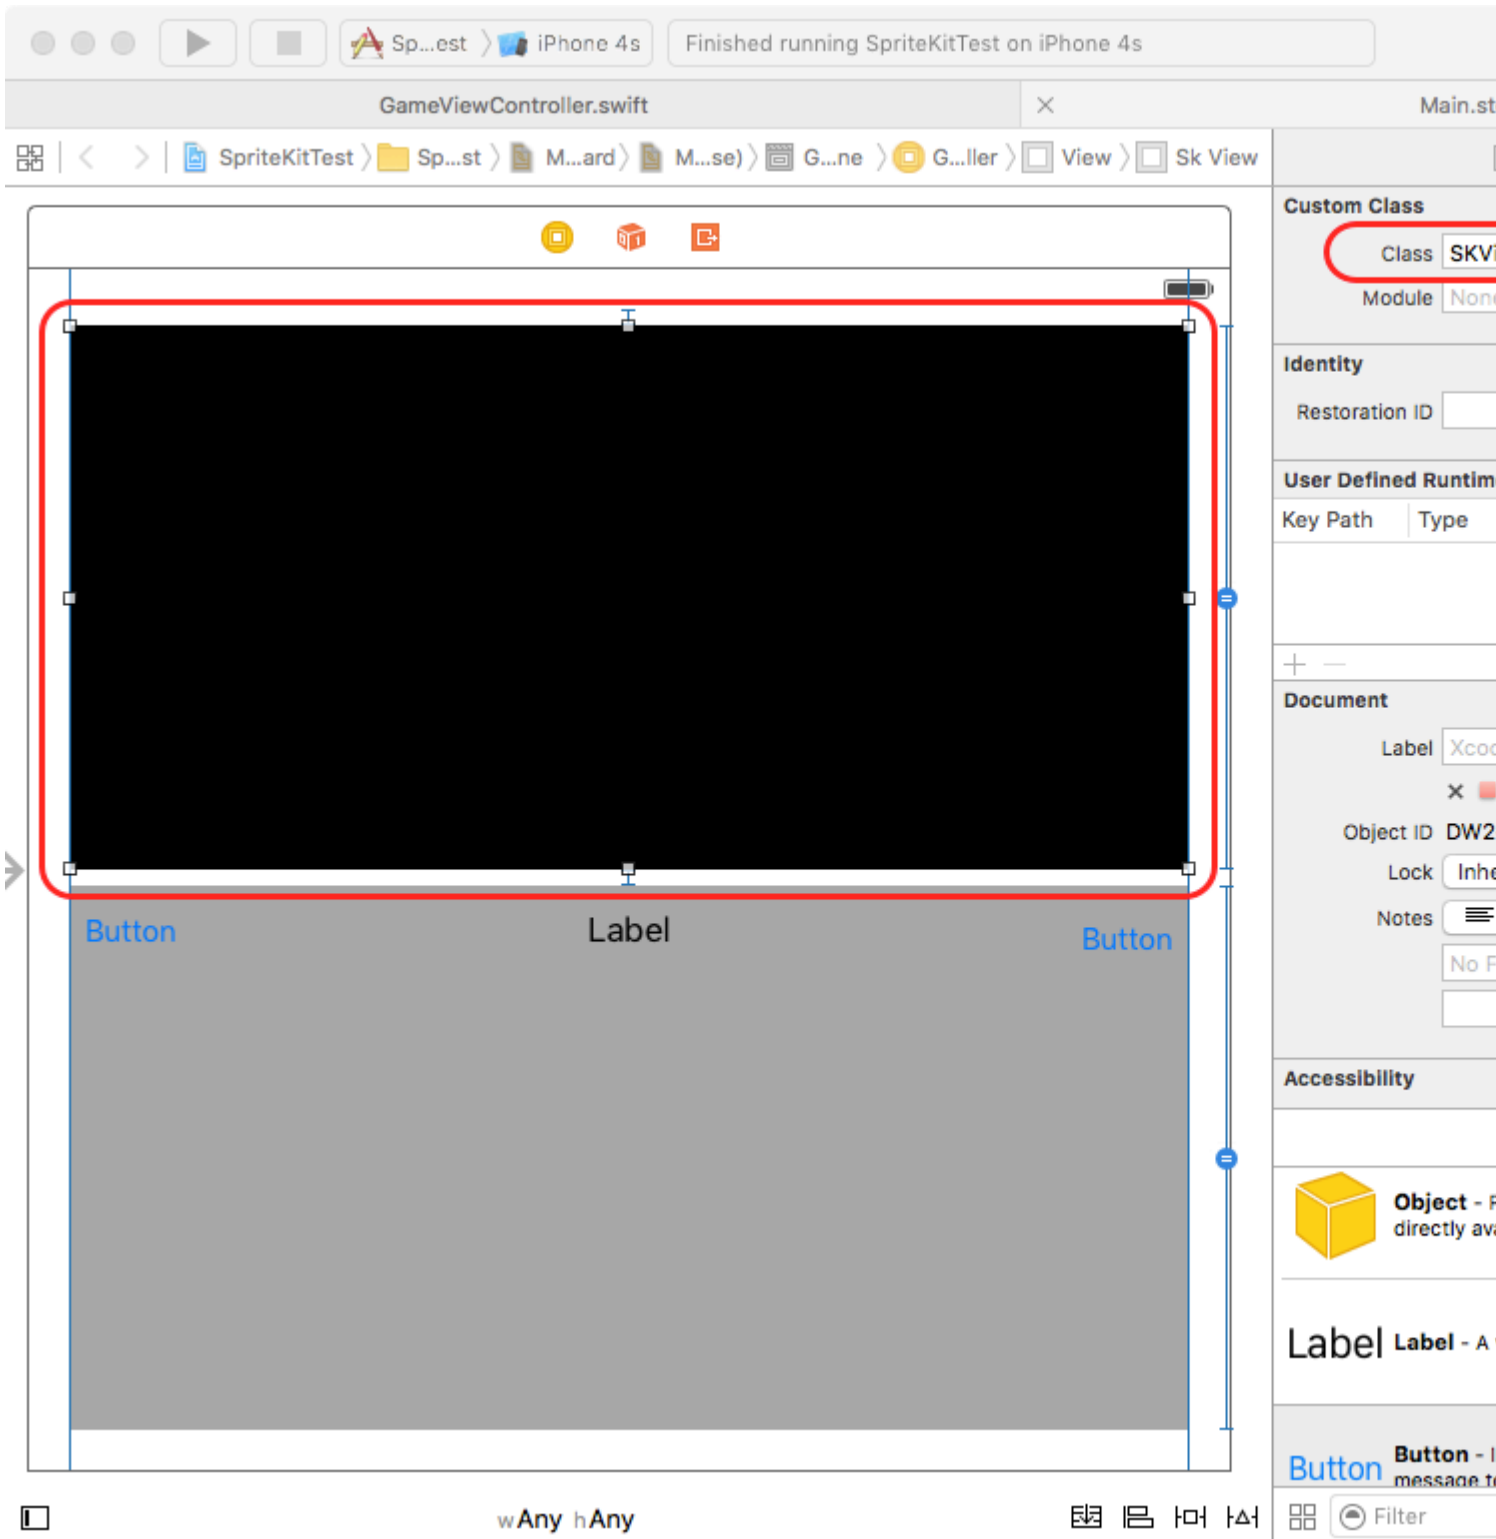 Sp...est iPhone 4s Finished running SpriteKitTest on iPhone 4s
GameViewController.swift Main.st
SpriteKitTest Sp...st M...ard M...se) G...ne G...ller View Sk View
Custom Class
Class SKVi
Module None
Identity
Restoration ID
User Defined Runtim
Key Path Type
Document
Label Xcod
Object ID DW2
Lock Inhe
Notes
No F
Button Label Button
Accessibility
Object - P
directly ava
Label Label - A
Button Button - I
message to
w Any h Any
Filter